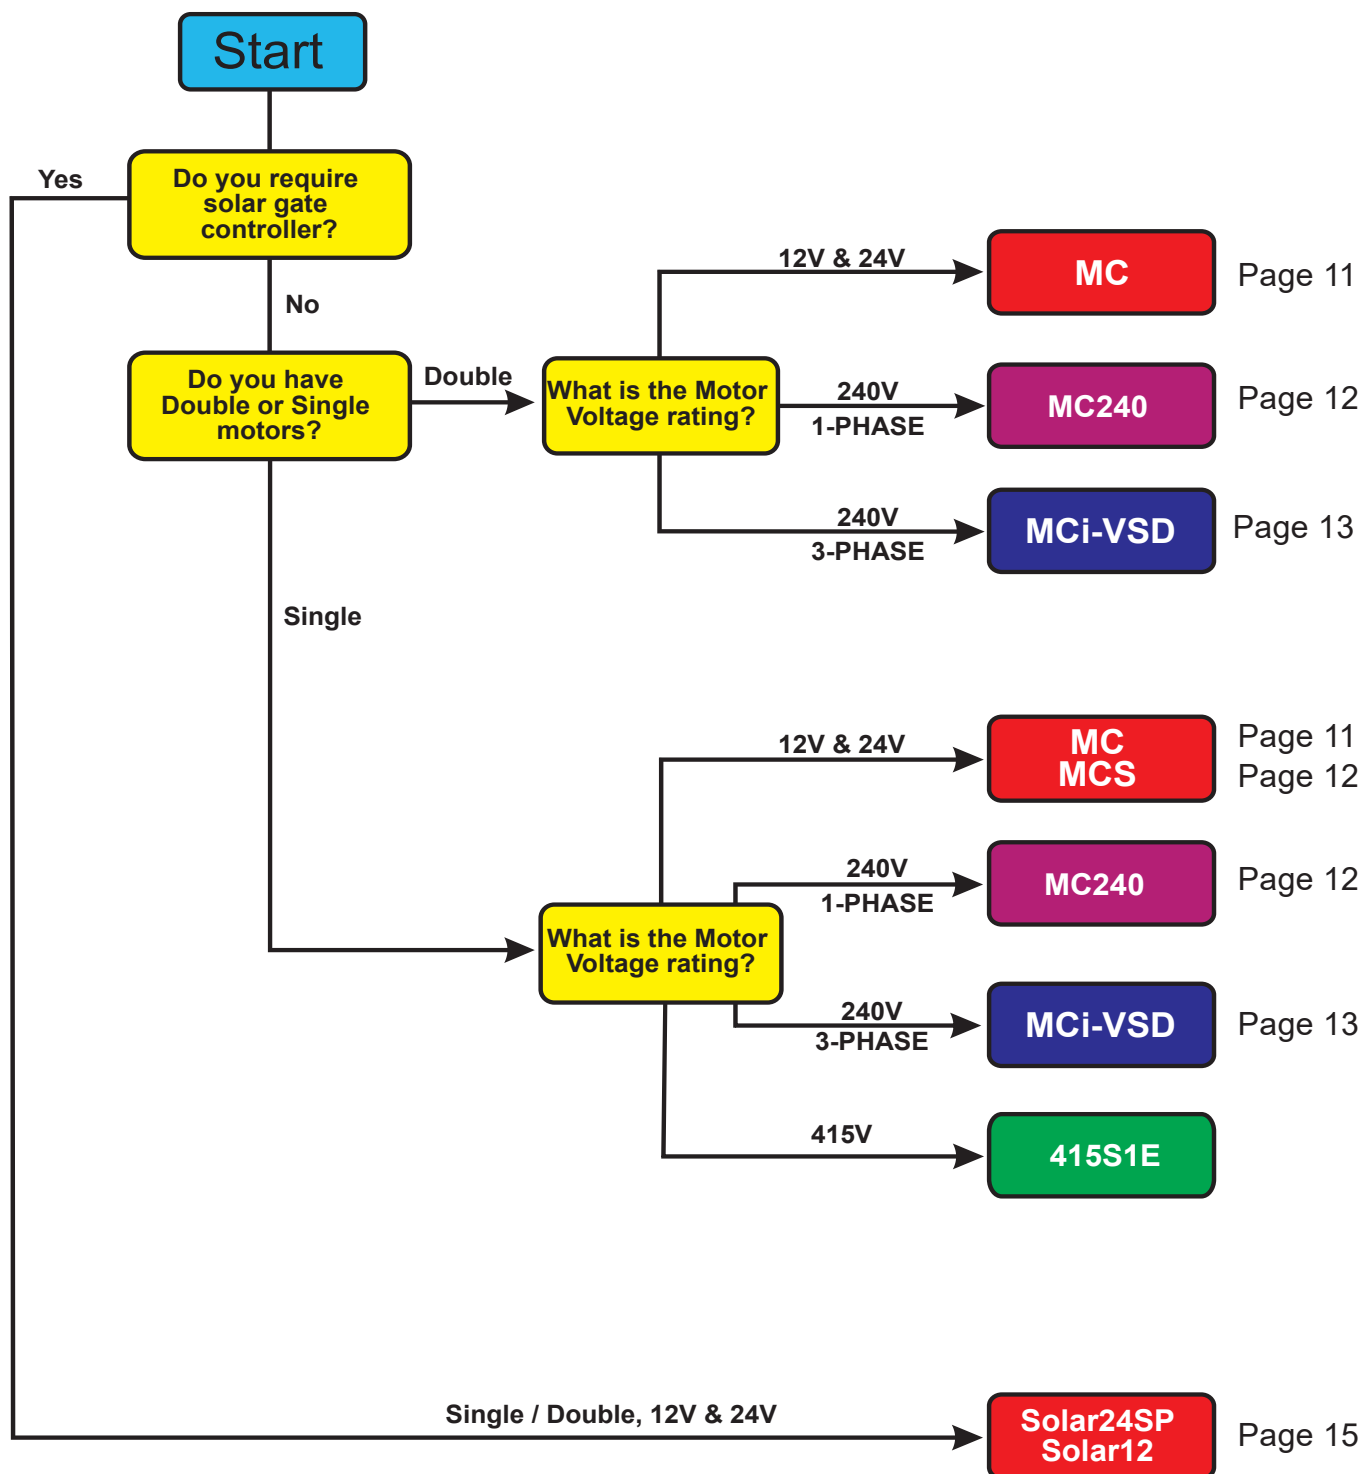 Start
Yes
Do you require
solar gate
controller?
No
Do you have
Double or Single
motors?
Double
What is the Motor
Voltage rating?
12V & 24V
MC
Page 11
240V
1-PHASE
MC240
Page 12
240V
3-PHASE
MCi-VSD
Page 13
Single
What is the Motor
Voltage rating?
12V & 24V
MC
MCS
Page 11
Page 12
240V
1-PHASE
MC240
Page 12
240V
3-PHASE
MCi-VSD
Page 13
415V
415S1E
Single / Double, 12V & 24V
Solar24SP
Solar12
Page 15